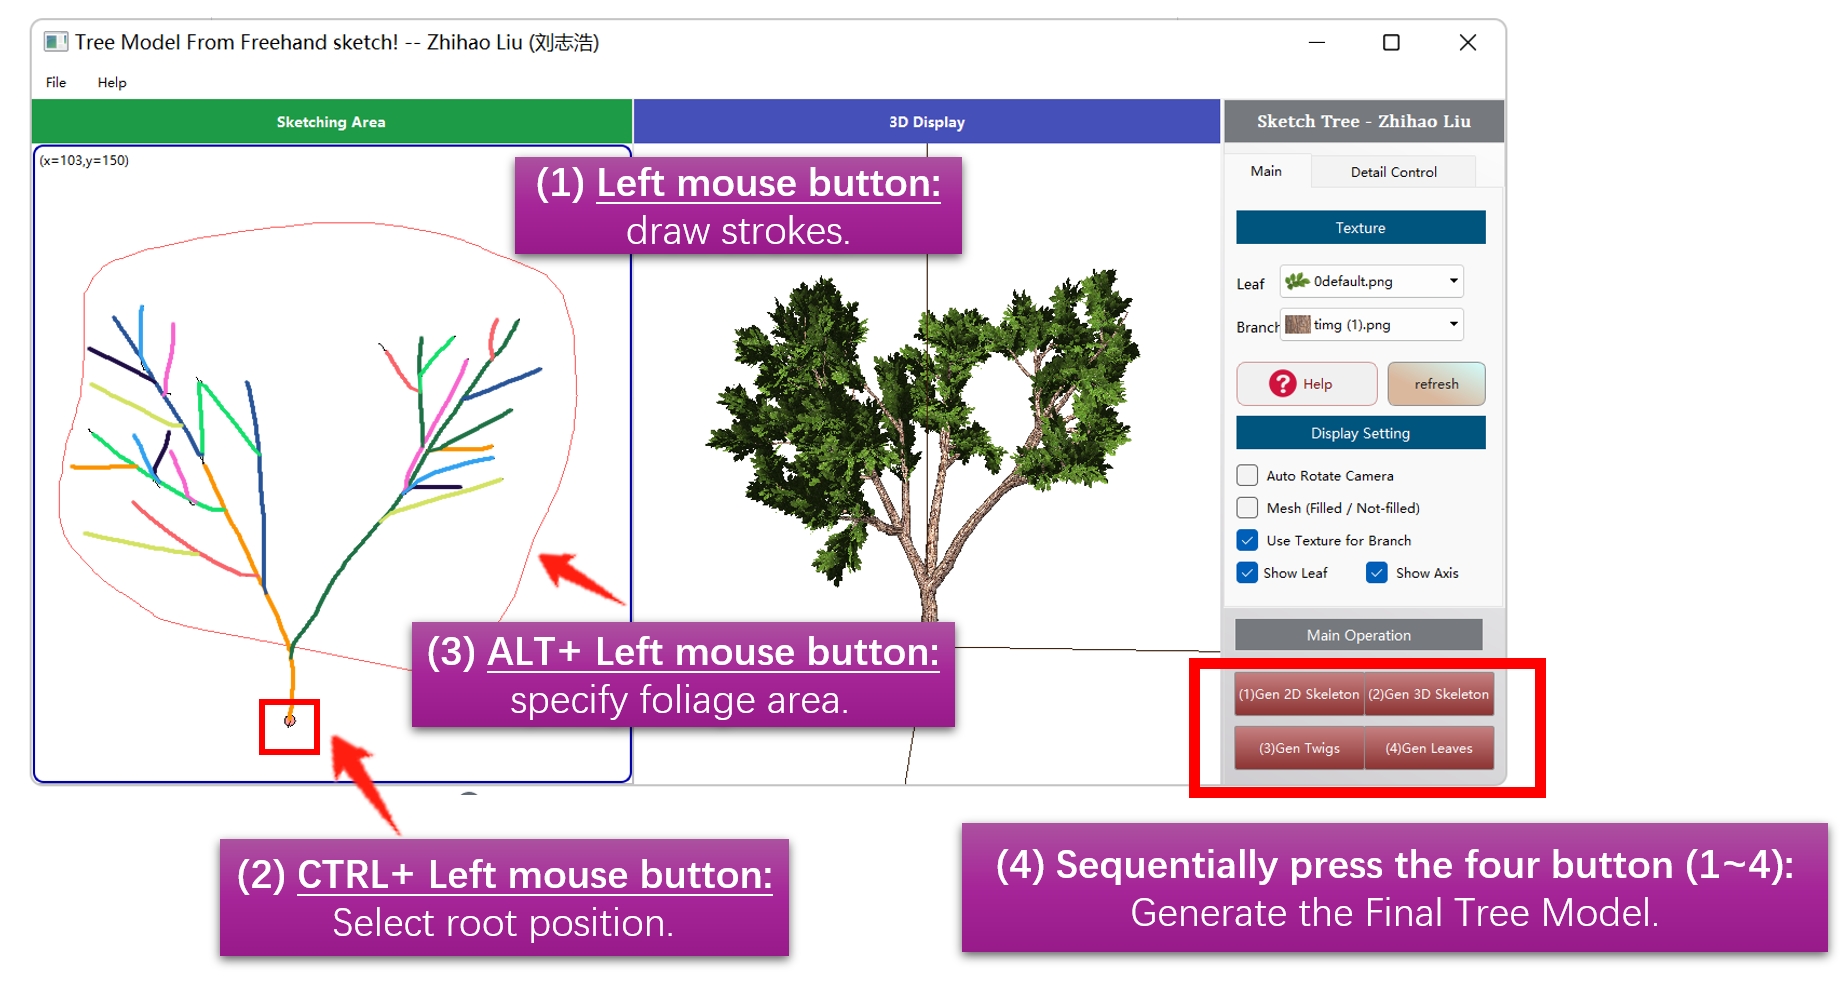 Tree Model From Freehand sketch! -- Zhihao Liu (刘志浩)
File Help
Sketching Area
3D Display
Sketch Tree - Zhihao Liu
(x=103,y=150)
(1) Left mouse button:
draw strokes.
Main
Detail Control
Texture
Leaf 0default.png
Branch timg (1).png
? Help
refresh
Display Setting
Auto Rotate Camera
Mesh (Filled / Not-filled)
Use Texture for Branch
Show Leaf
Show Axis
Main Operation
(1)Gen 2D Skeleton
(2)Gen 3D Skeleton
(3)Gen Twigs
(4)Gen Leaves
(3) ALT+ Left mouse button:
specify foliage area.
(2) CTRL+ Left mouse button:
Select root position.
(4) Sequentially press the four button (1~4):
Generate the Final Tree Model.